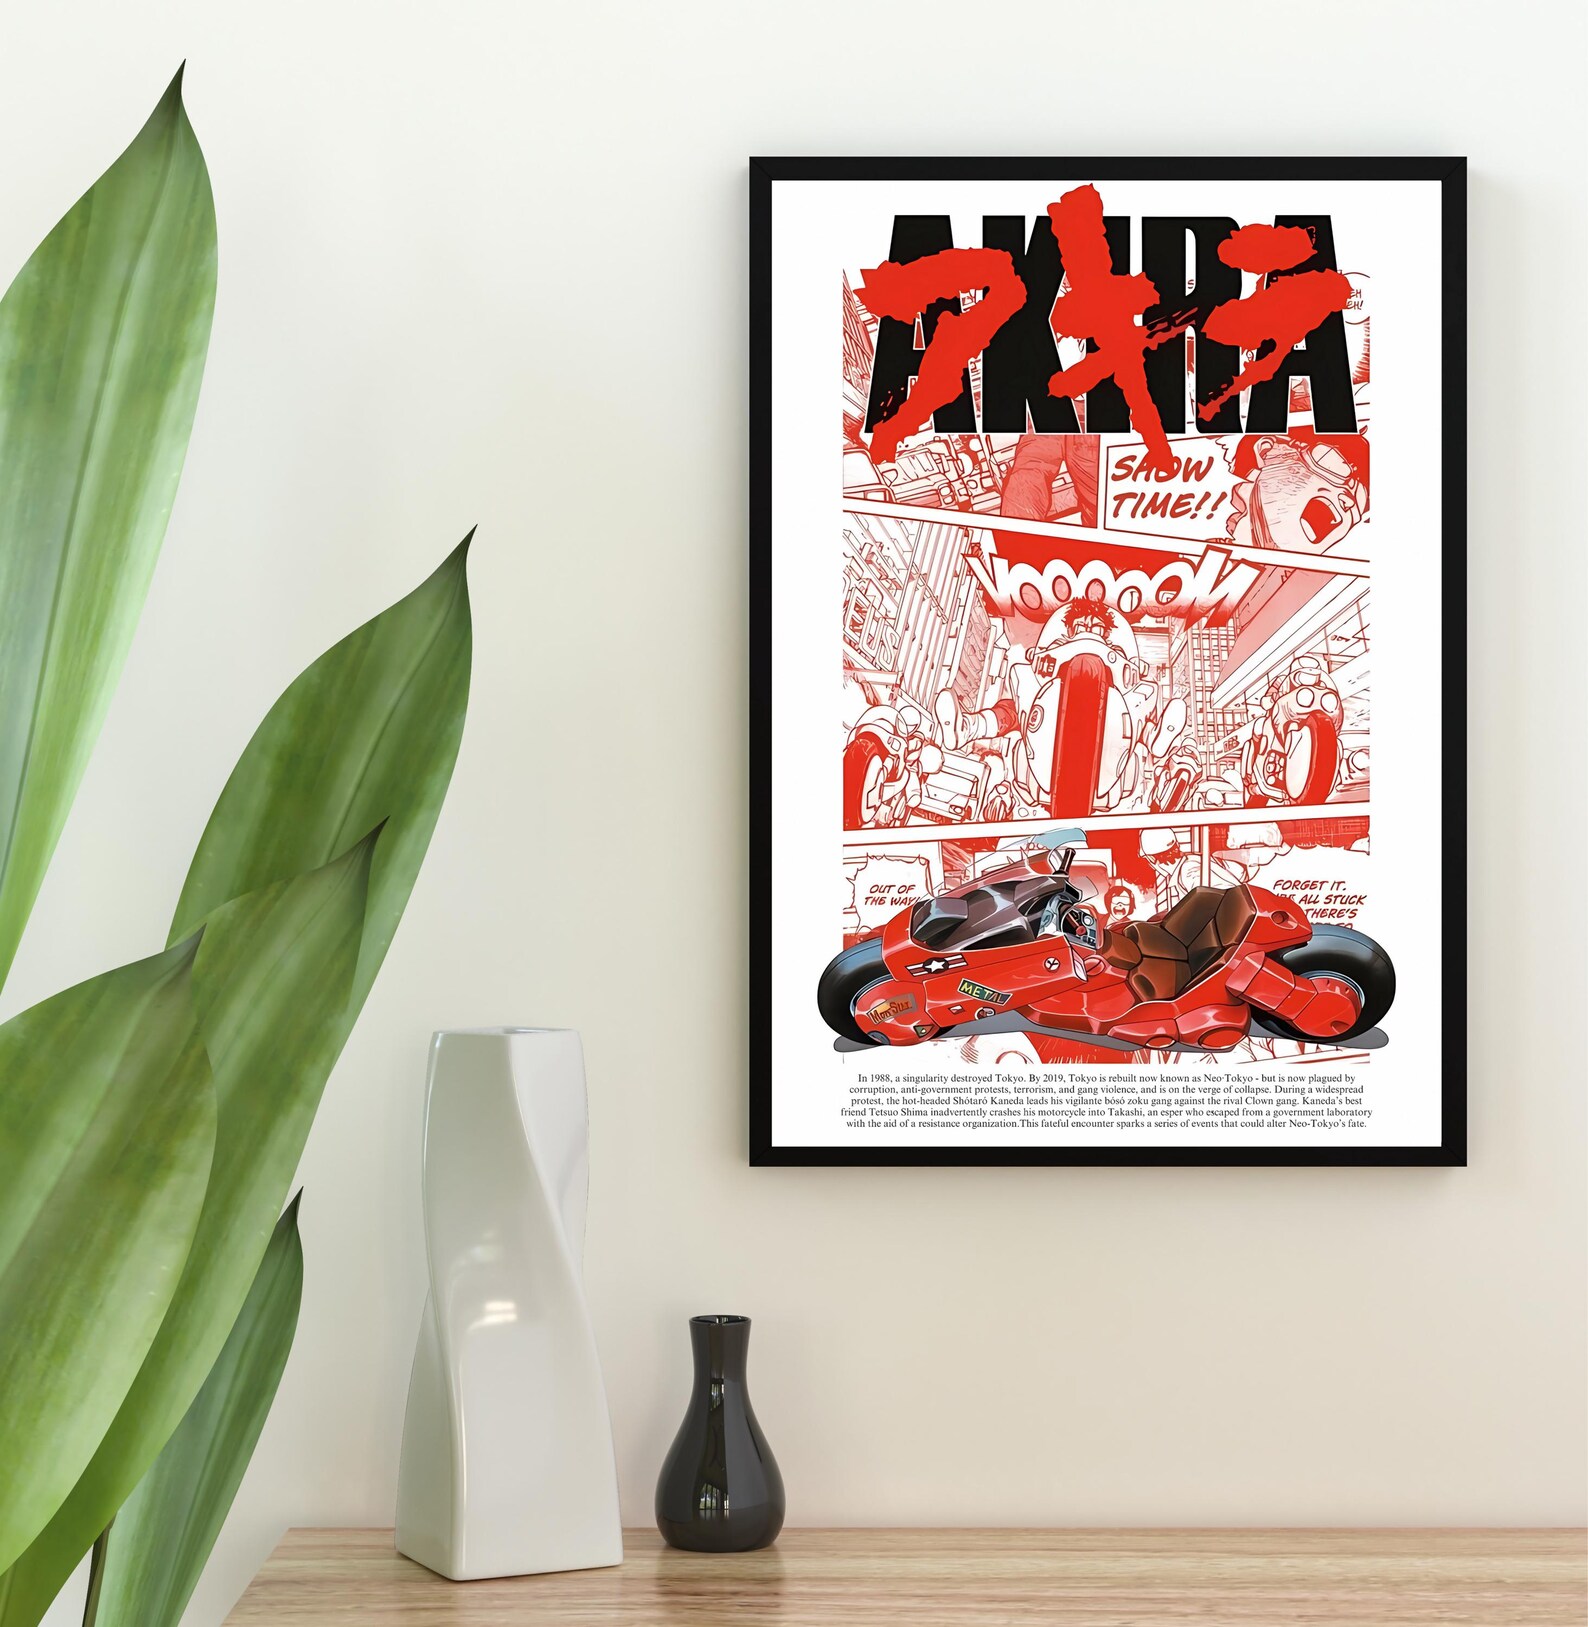 AKIRA
アキラ
SHOW
TIME!!
VOOOOOM
OUT OF
THE WAY!
FORGET IT.
ALL STUCK
THERE'S
METAL
In 1988, a singularity destroyed Tokyo. By 2019, Tokyo is rebuilt now known as Neo-Tokyo - but is now plagued by
corruption, anti-government protests, terrorism, and gang violence, and is on the verge of collapse. During a widespread
protest, the hot-headed Shōtarō Kaneda leads his vigilante bōsō zoku gang against the rival Clown gang. Kaneda's best
friend Tetsuo Shima inadvertently crashes his motorcycle into Takashi, an esper who escaped from a government laboratory
with the aid of a resistance organization.This fateful encounter sparks a series of events that could alter Neo-Tokyo's fate.